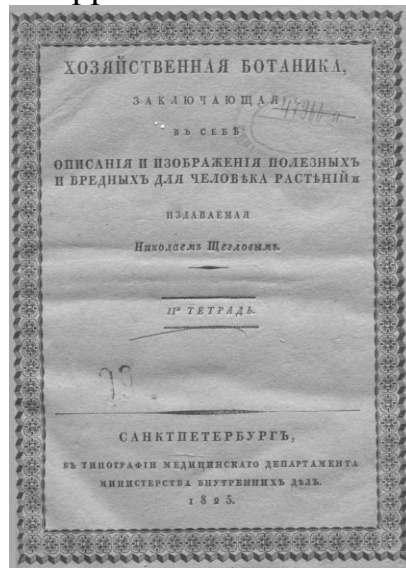 ХОЗЯЙСТВЕННАЯ БОТАНИКА,
ЗАКЛЮЧАЮЩАЯ
ВЪ СЕБѢ
ОПИСАНІЯ И ИЗОБРАЖЕНІЯ ПОЛЕЗНЫХЪ
И ВРЕДНЫХЪ ДЛЯ ЧЕЛОВѢКА РАСТѢНІЙ
ИЗДАВАЕМАЯ
Николаемъ Щегловымъ.
ТЕТРАДЬ.
САНКТПЕТЕРБУРГЪ,
ВЪ ТИПОГРАФІИ МЕДИЦИНСКАГО ДЕПАРТАМЕНТА
МИНИСТЕРСТВА ВНУТРЕННИХЪ ДѢЛЪ.
1825.